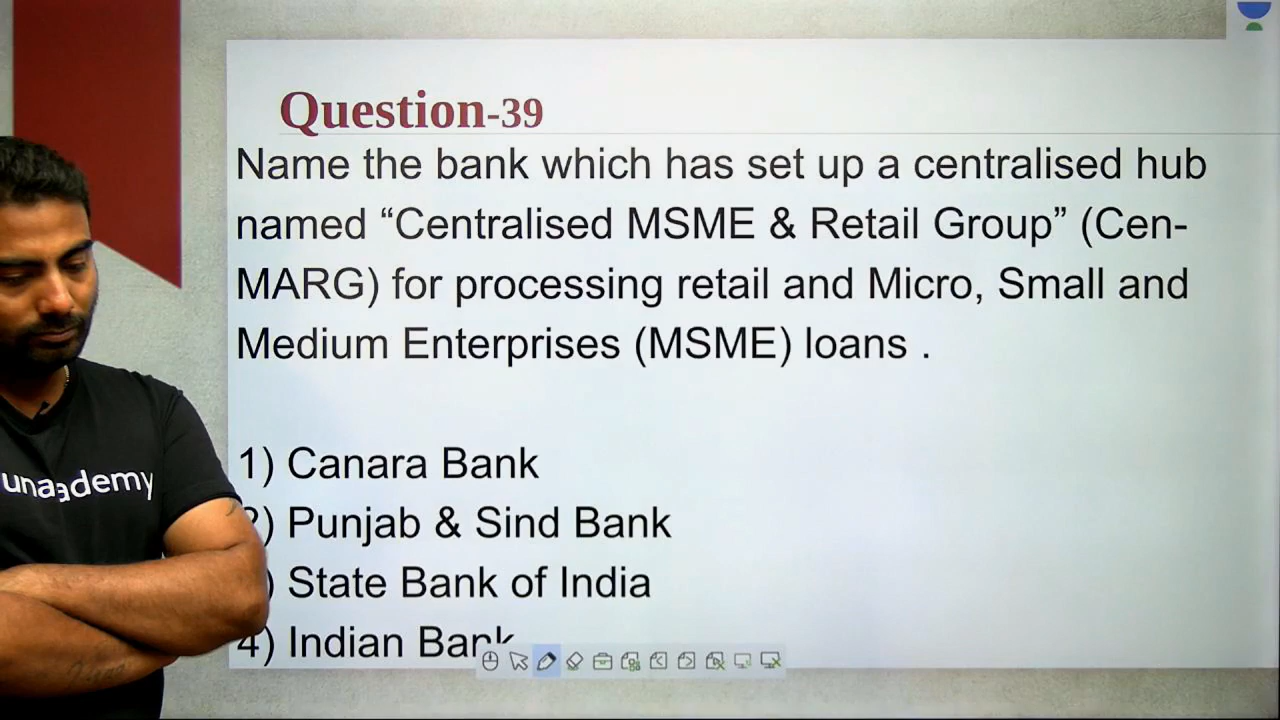 Question-39
Name the bank which has set up a centralised hub
named “Centralised MSME & Retail Group” (Cen-
MARG) for processing retail and Micro, Small and
Medium Enterprises (MSME) loans .
1) Canara Bank
2) Punjab & Sind Bank
) State Bank of India
4) Indian Bank
unacademy